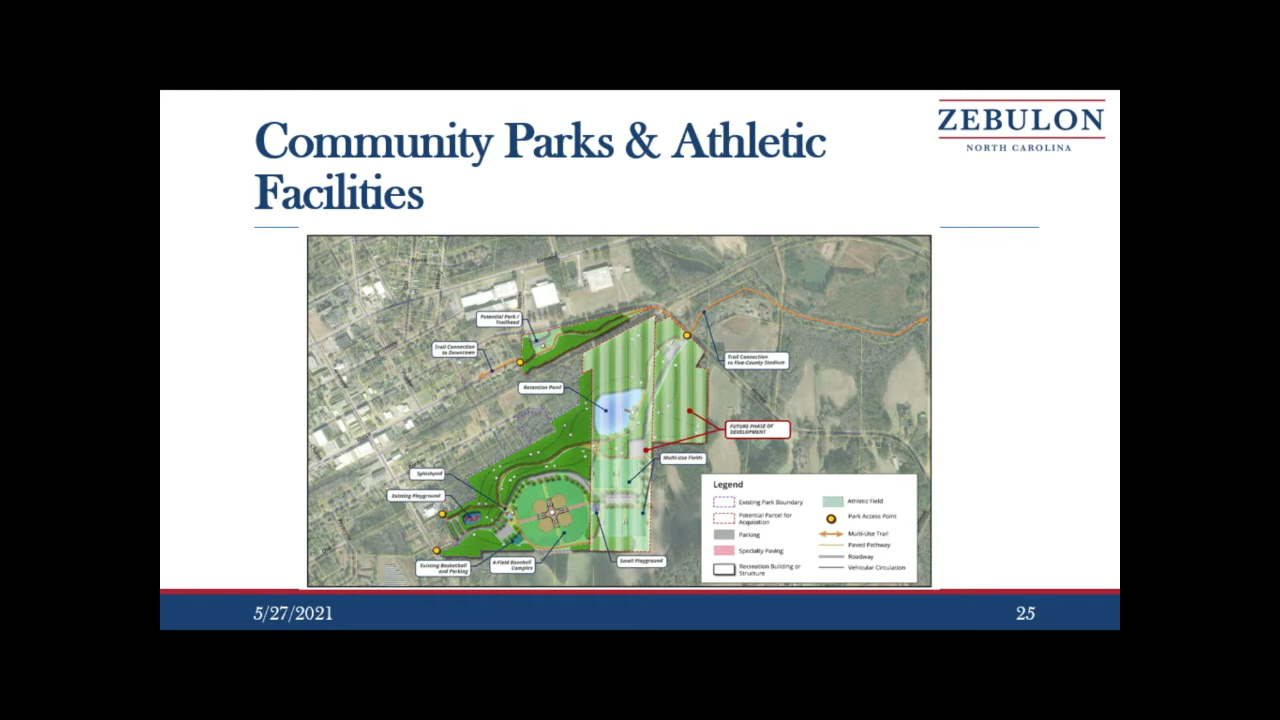 ZEBULON
NORTH CAROLINA
Community Parks & Athletic
Facilities
Potential Park /
Trailhead
Trail Connection
to Downtown
Trail Connection
to Five-County Stadium
Retention Pond
FUTURE PHASE OF
DEVELOPMENT
Multi-Use Fields
Splashpad
Existing Playground
Existing Basketball
and Parking
4-Field Baseball
Complex
Small Playground
Legend
Existing Park Boundary
Potential Parcel for
Acquisition
Parking
Specialty Paving
Recreation Building or
Structure
Athletic Field
Park Access Point
Multi-Use Trail
Paved Pathway
Roadway
Vehicular Circulation
5/27/2021
25